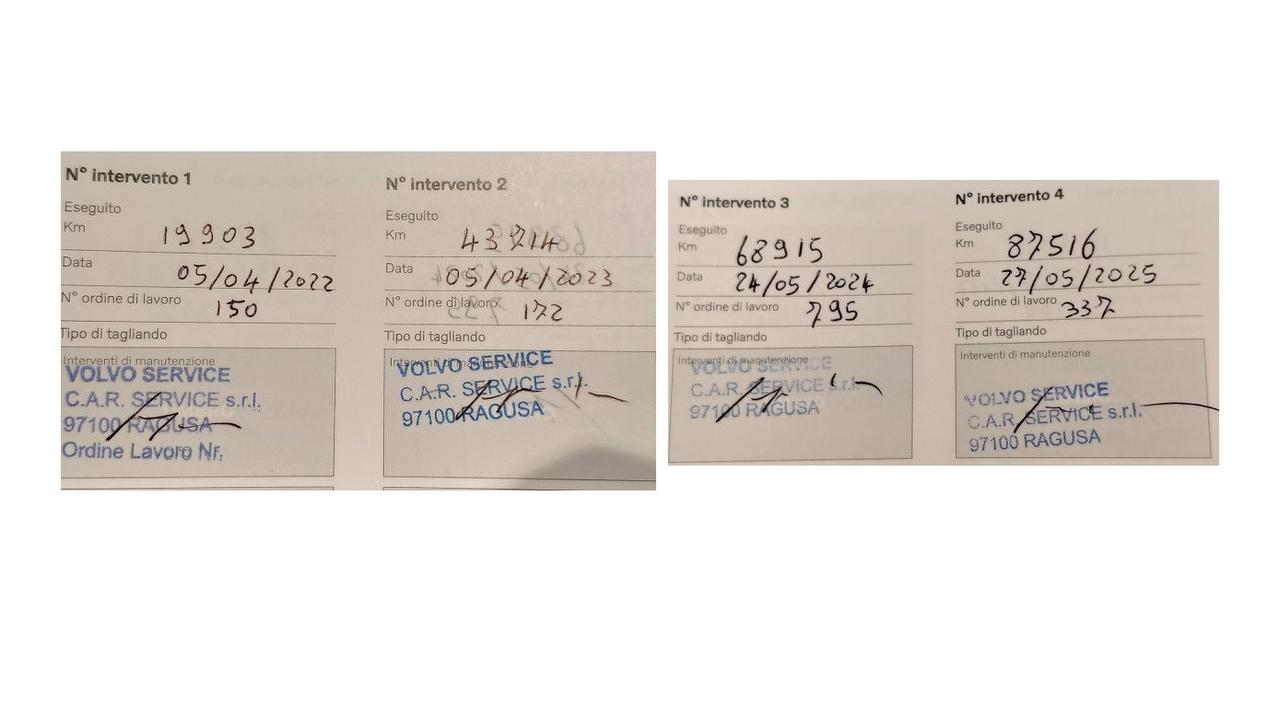 N° intervento 1
Eseguito
Km 19903
Data 05/04/2022
N° ordine di lavoro 150
Tipo di tagliando
Interventi di manutenzione
VOLVO SERVICE
C.A.R. SERVICE s.r.l.
97100 RAGUSA
Ordine Lavoro Nr.
N° intervento 2
Eseguito
Km
Data 05/04/2023
N° ordine di lavoro 172
Tipo di tagliando
Interventi di manutenzione
VOLVO SERVICE
C.A.R. SERVICE s.r.l.
97100 RAGUSA
N° intervento 3
Eseguito
Km 68915
Data 24/05/2024
N° ordine di lavoro 795
Tipo di tagliando
Interventi di manutenzione
VOLVO SERVICE
C.A.R. SERVICE s.r.l.
97100 RAGUSA
N° intervento 4
Eseguito
Km 87516
Data 27/05/2025
N° ordine di lavoro 337
Tipo di tagliando
Interventi di manutenzione
VOLVO SERVICE
C.A.R. SERVICE s.r.l.
97100 RAGUSA